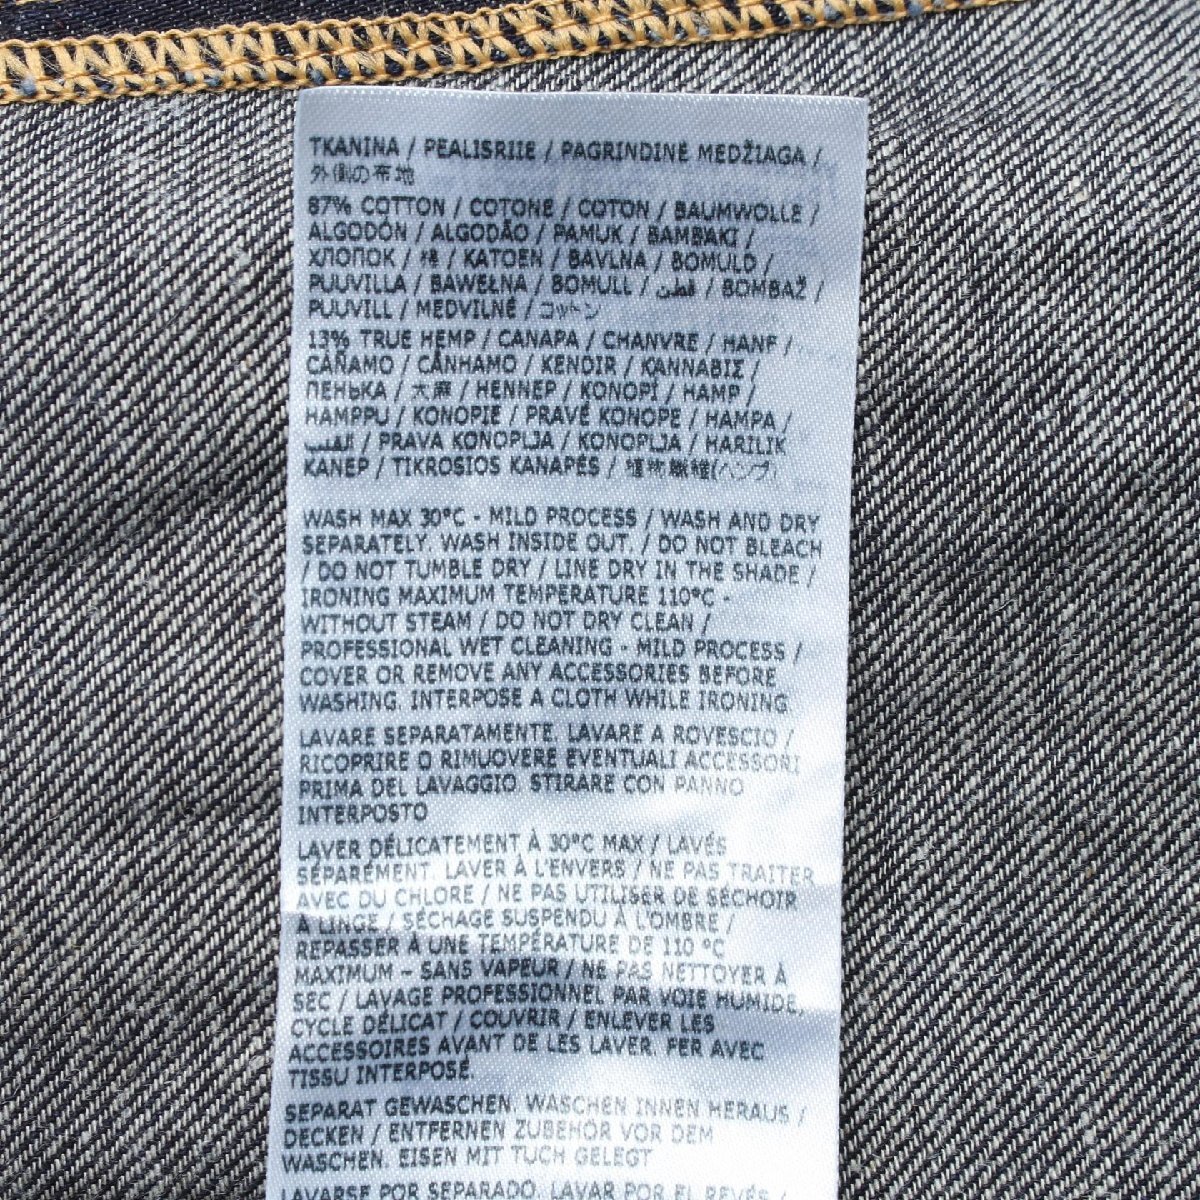 TKANINA / PEALISRIIE / PAGRINDINĖ MEDŽIAGA /
外側の布地
87% COTTON / COTONE / COTON / BAUMWOLLE /
ALGODÓN / ALGODÃO / PAMUK / BAMBAKI /
ХЛОПОК / 棉 / KATOEN / BAVLNA / BOMULD /
PUUVILLA / BAWEŁNA / BOMULL / قطن / BOMBAŽ /
PUUVILL / MEDVILNĖ / コットン
13% TRUE HEMP / CANAPA / CHANVRE / HANF /
CÁÑAMO / CÂNHAMO / KENDIR / KANNABIΣ /
ПЕНЬКА / 大麻 / HENNEP / KONOPÍ / HAMP /
HAMPPU / KONOPIE / PRAVÉ KONOPE / HAMPA /
/ PRAVA KONOPLJA / KONOPLJA / HARILIK
KANEP / TIKROSIOS KANAPĖS / 植物繊維(ヘンプ)
WASH MAX 30°C - MILD PROCESS / WASH AND DRY
SEPARATELY. WASH INSIDE OUT. / DO NOT BLEACH
/ DO NOT TUMBLE DRY / LINE DRY IN THE SHADE /
IRONING MAXIMUM TEMPERATURE 110°C -
WITHOUT STEAM / DO NOT DRY CLEAN /
PROFESSIONAL WET CLEANING - MILD PROCESS /
COVER OR REMOVE ANY ACCESSORIES BEFORE
WASHING. INTERPOSE A CLOTH WHILE IRONING.
LAVARE SEPARATAMENTE. LAVARE A ROVESCIO /
RICOPRIRE O RIMUOVERE EVENTUALI ACCESSORI
PRIMA DEL LAVAGGIO. STIRARE CON PANNO
INTERPOSTO
LAVER DÉLICATEMENT À 30°C MAX / LAVÉS
SÉPARÉMENT. LAVER À L'ENVERS / NE PAS TRAITER
AVEC DU CHLORE / NE PAS UTILISER DE SÉCHOIR
À LINGE / SÉCHAGE SUSPENDU À L'OMBRE /
REPASSER À UNE TEMPÉRATURE DE 110 °C
MAXIMUM – SANS VAPEUR / NE PAS NETTOYER À
SEC / LAVAGE PROFESSIONNEL PAR VOIE HUMIDE,
CYCLE DÉLICAT / COUVRIR / ENLEVER LES
ACCESSOIRES AVANT DE LES LAVER. FER AVEC
TISSU INTERPOSÉ.
SEPARAT GEWASCHEN. WASCHEN INNEN HERAUS /
DECKEN / ENTFERNEN ZUBEHÖR VOR DEM
WASCHEN. EISEN MIT TUCH GELEGT
LAVARSE POR SEPARADO. LAVAR POR EL REVÉS /